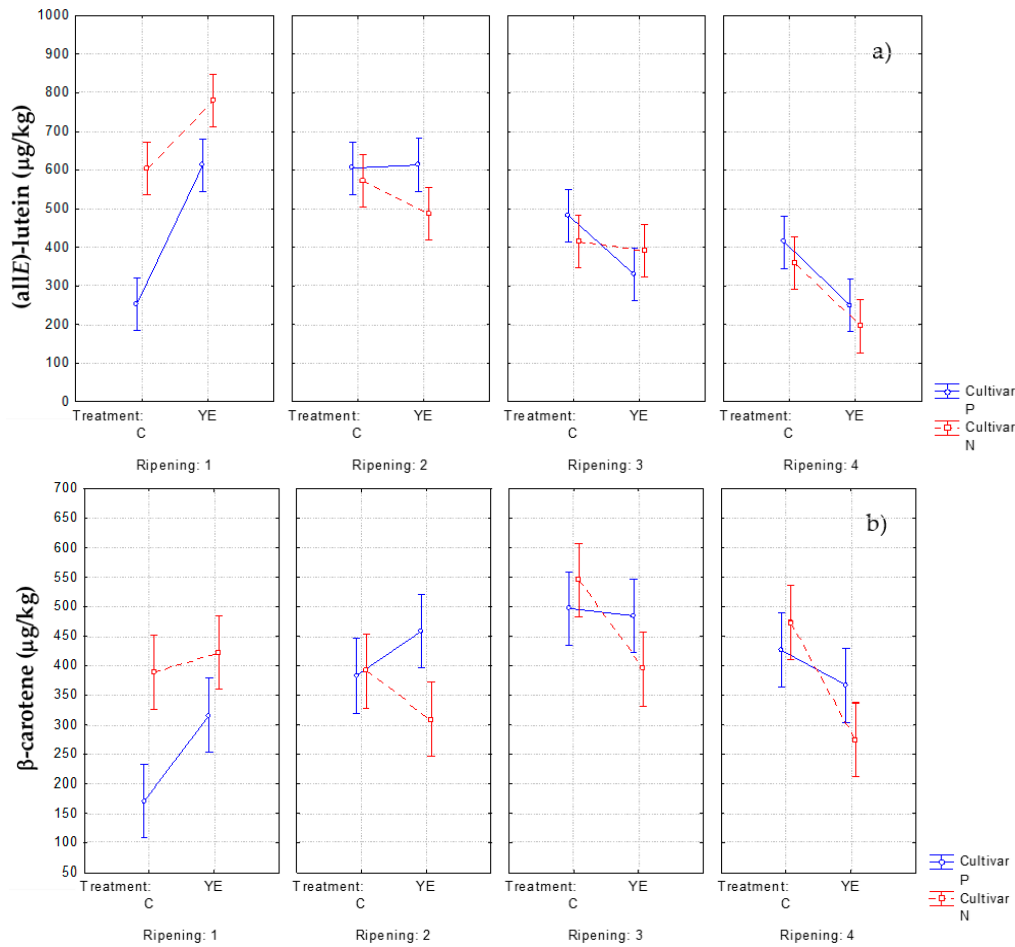 1000
900
800
700
600
500
400
300
200
100
0
(allE)-lutein (µg/kg)
a)
Treatment: C YE
Ripening: 1
Treatment: C YE
Ripening: 2
Treatment: C YE
Ripening: 3
Treatment: C YE
Ripening: 4
Cultivar
P
Cultivar
N
700
650
600
550
500
450
400
350
300
250
200
150
100
50
β-carotene (µg/kg)
b)
Treatment: C YE
Ripening: 1
Treatment: C YE
Ripening: 2
Treatment: C YE
Ripening: 3
Treatment: C YE
Ripening: 4
Cultivar
P
Cultivar
N